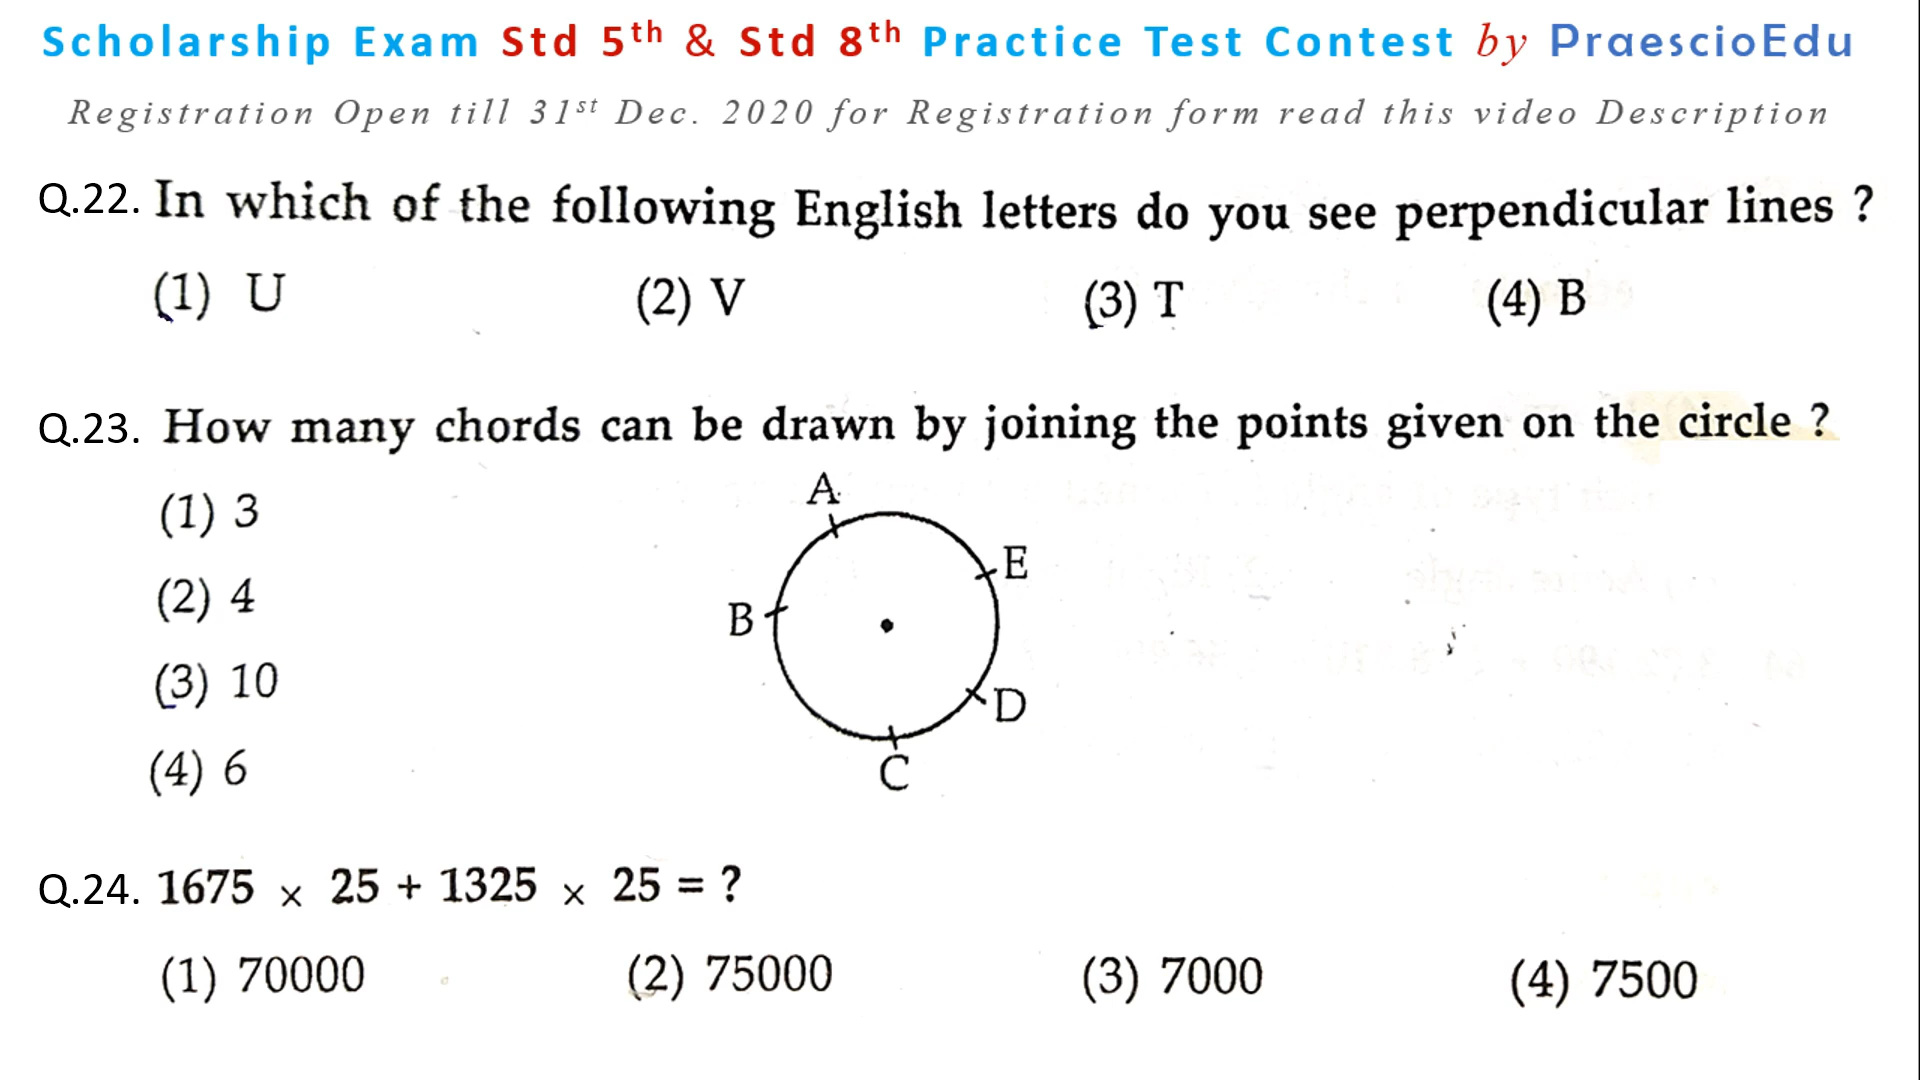 Scholarship Exam Std 5th & Std 8th Practice Test Contest by PraescioEdu
Registration Open till 31st Dec. 2020 for Registration form read this video Description
Q.22. In which of the following English letters do you see perpendicular lines ?
(1) U (2) V (3) T (4) B
Q.23. How many chords can be drawn by joining the points given on the circle ?
(1) 3
(2) 4
(3) 10
(4) 6
A
E
B
D
C
Q.24. 1675 × 25 + 1325 × 25 = ?
(1) 70000 (2) 75000 (3) 7000 (4) 7500